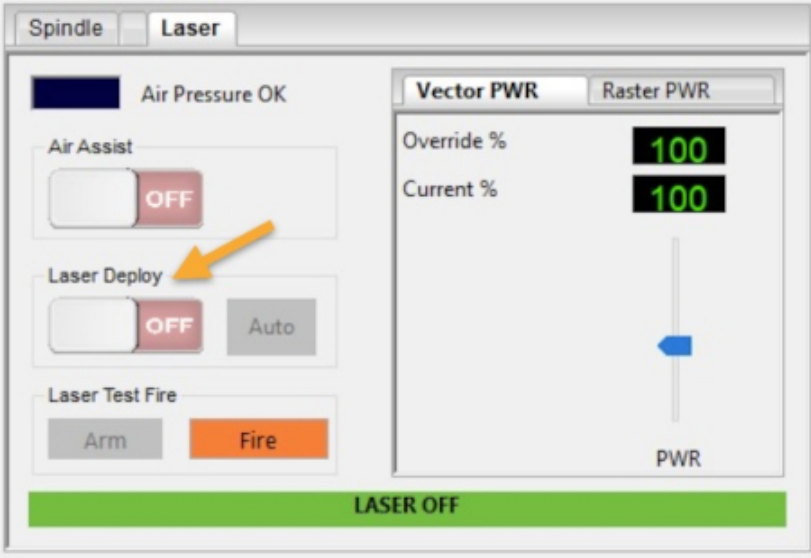 Spindle
Laser
Air Pressure OK
Air Assist
OFF
Laser Deploy
OFF
Auto
Laser Test Fire
Arm
Fire
Vector PWR
Raster PWR
Override %
100
Current %
100
PWR
LASER OFF